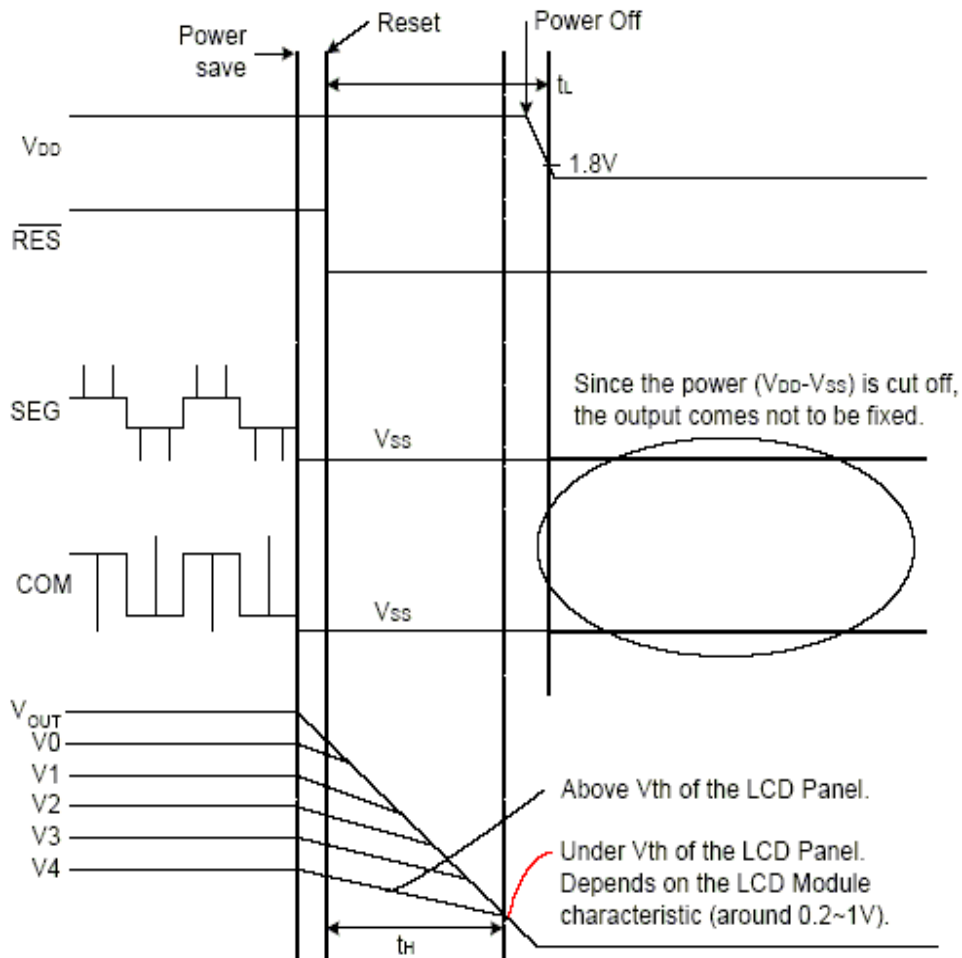 Power save
Reset
Power Off
tL
VDD
1.8V
RES
SEG
Since the power (VDD-VSS) is cut off,
the output comes not to be fixed.
VSS
COM
VSS
VOUT
V0
V1
V2
V3
V4
Above Vth of the LCD Panel.
Under Vth of the LCD Panel.
Depends on the LCD Module
characteristic (around 0.2~1V).
tH